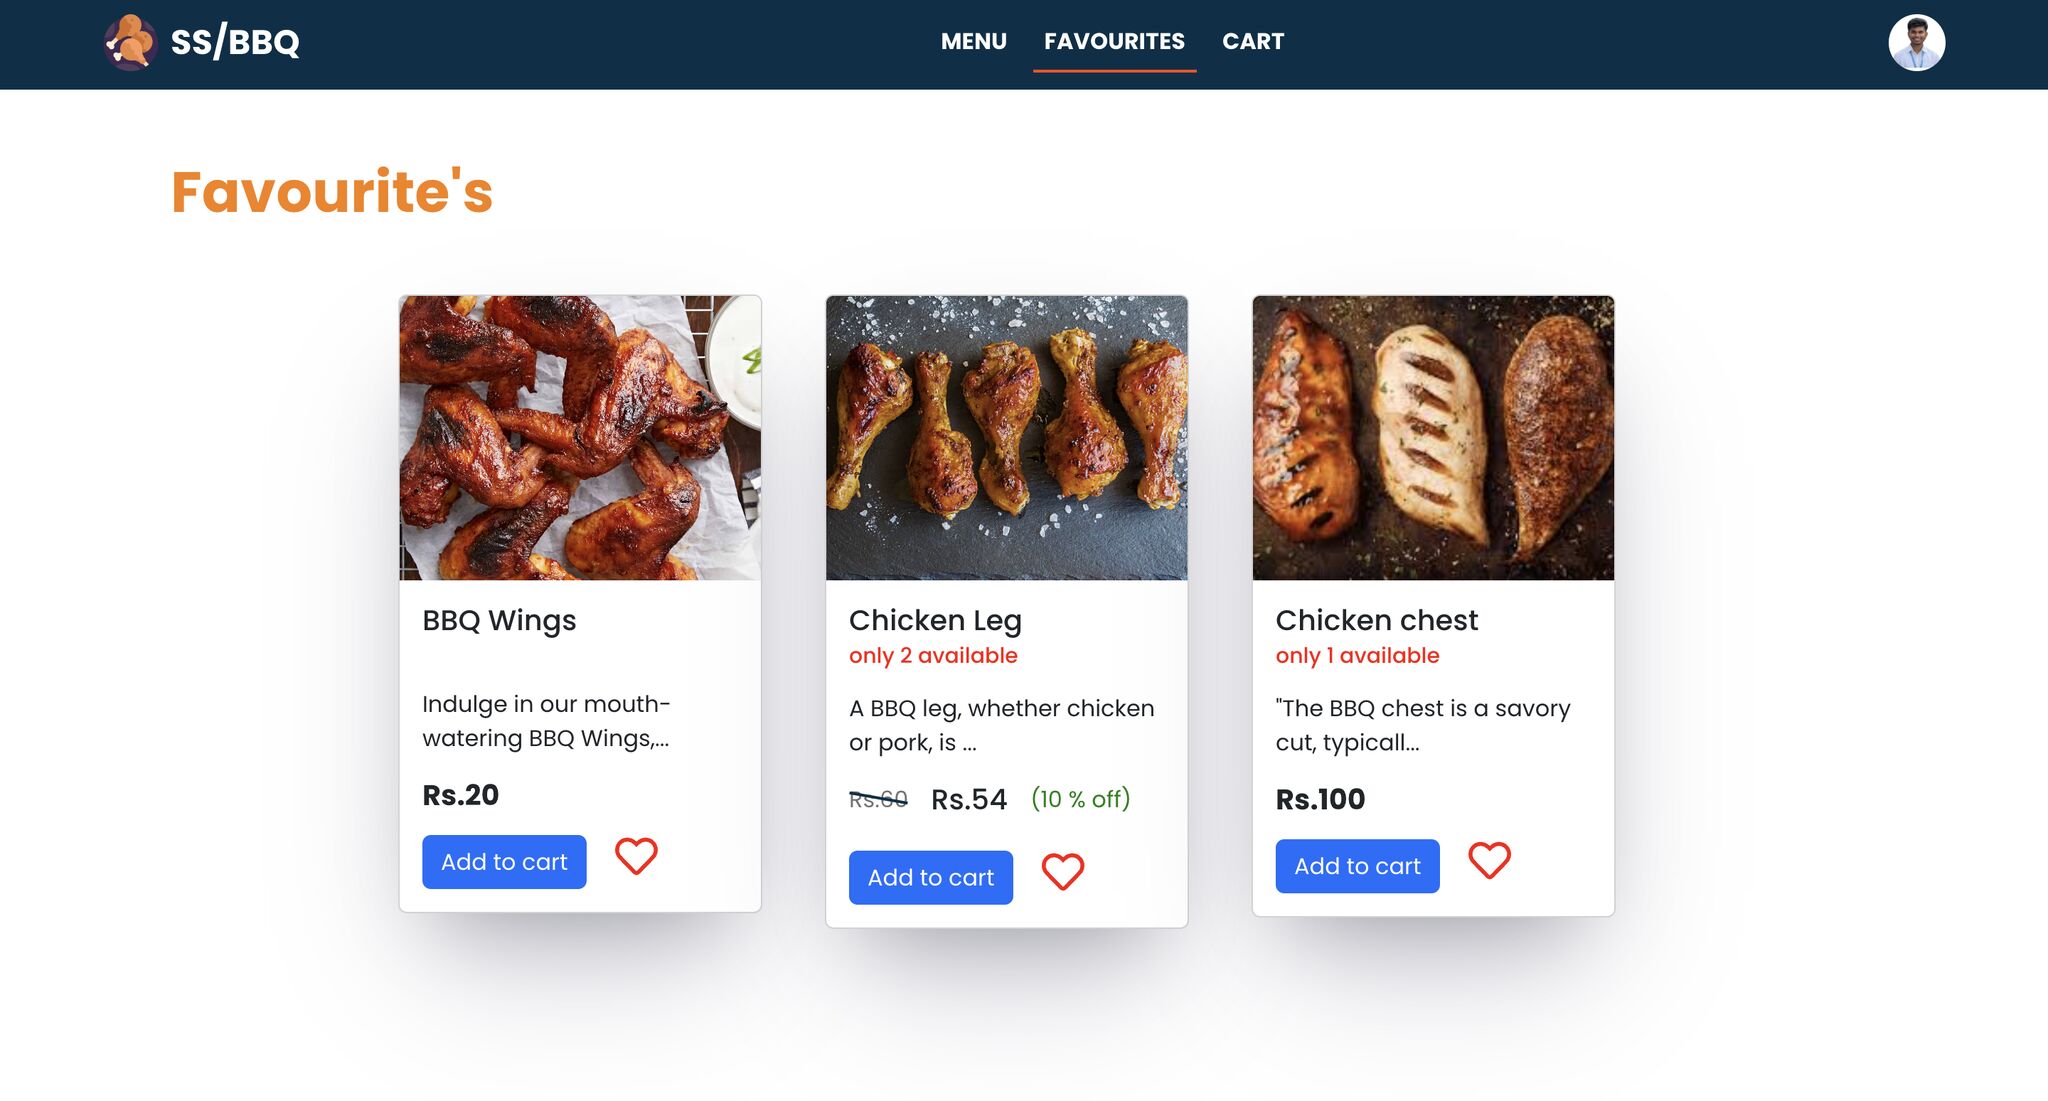 SS/BBQ
MENU
FAVOURITES
CART
Favourite's
BBQ Wings
Indulge in our mouth-
watering BBQ Wings,...
Rs.20
Add to cart
Chicken Leg
only 2 available
A BBQ leg, whether chicken
or pork, is ...
Rs.60 Rs.54 (10 % off)
Add to cart
Chicken chest
only 1 available
"The BBQ chest is a savory
cut, typicall...
Rs.100
Add to cart